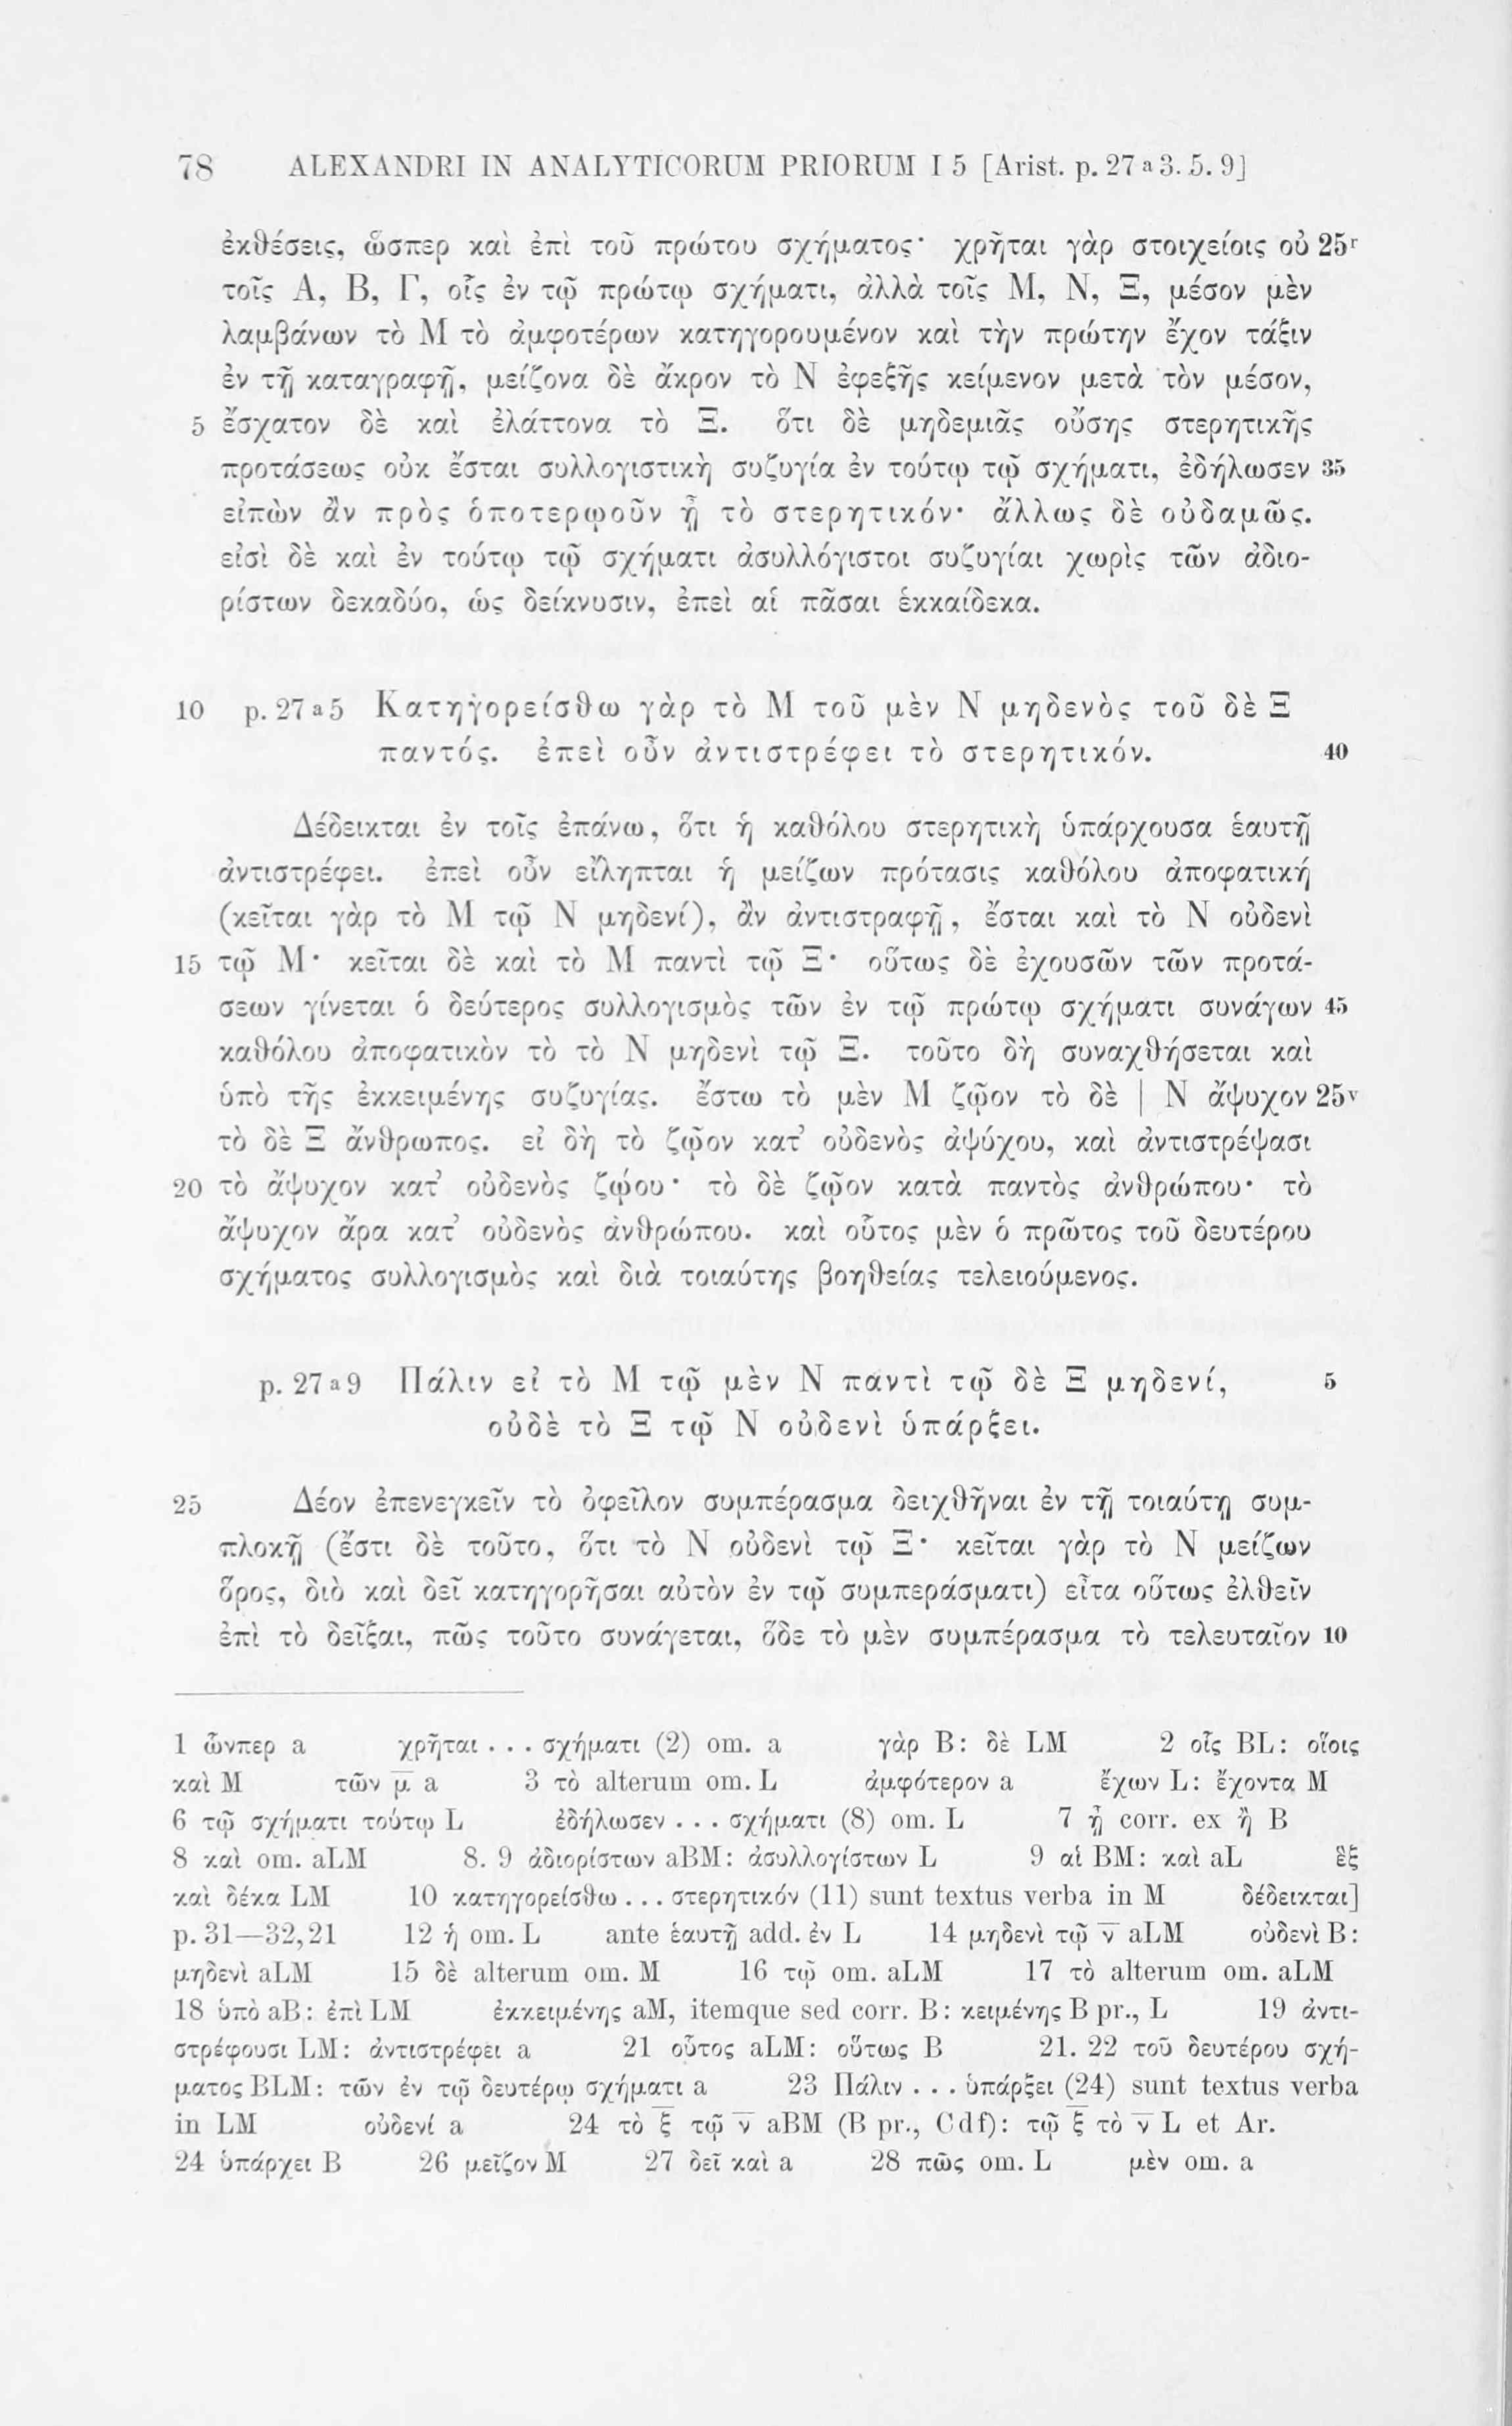 78 ALEXANDRI IN ANALYTICORUM PRIORUM I 5 [Arist. p. 27 a 3. 5. 9]
ἐκθέσεις, ὥσπερ καὶ ἐπὶ τοῦ πρώτου σχήματος· χρῆται γὰρ στοιχείοις οὐ 25r
τοῖς Α, Β, Γ, οἷς ἐν τῷ πρώτῳ σχήματι, ἀλλὰ τοῖς Μ, Ν, Ξ, μέσον μὲν
λαμβάνων τὸ Μ τὸ ἀμφοτέρων κατηγορουμένον καὶ τὴν πρώτην ἔχον τάξιν
ἐν τῇ καταγραφῇ, μείζονα δὲ ἄκρον τὸ Ν ἐφεξῆς κείμενον μετὰ τὸν μέσον,
5 ἔσχατον δὲ καὶ ἐλάττονα τὸ Ξ. ὅτι δὲ μηδεμιᾶς οὔσης στερητικῆς
προτάσεως οὐκ ἔσται συλλογιστικὴ συζυγία ἐν τούτῳ τῷ σχήματι, ἐδήλωσεν 35
εἰπὼν ἂν πρὸς ὁποτερῳοῦν ᾖ τὸ στερητικόν· ἄλλως δὲ οὐδαμῶς.
εἰσὶ δὲ καὶ ἐν τούτῳ τῷ σχήματι ἀσυλλόγιστοι συζυγίαι χωρὶς τῶν ἀδιο-
ρίστων δεκαδύο, ὡς δείκνυσιν, ἐπεὶ αἱ πᾶσαι ἑκκαίδεκα.
10 p. 27 a 5 Κατηγορείσθω γὰρ τὸ Μ τοῦ μὲν Ν μηδενὸς τοῦ δὲ Ξ
παντός. ἐπεὶ οὖν ἀντιστρέφει τὸ στερητικόν. 40
Δέδεικται ἐν τοῖς ἐπάνω, ὅτι ἡ καθόλου στερητικὴ ὑπάρχουσα ἑαυτῇ
ἀντιστρέφει. ἐπεὶ οὖν εἴληπται ἡ μείζων πρότασις καθόλου ἀποφατική
(κεῖται γὰρ τὸ Μ τῷ Ν μηδενί), ἂν ἀντιστραφῇ, ἔσται καὶ τὸ Ν οὐδενὶ
15 τῷ Μ· κεῖται δὲ καὶ τὸ Μ παντὶ τῷ Ξ· οὕτως δὲ ἐχουσῶν τῶν προτά-
σεων γίνεται ὁ δεύτερος συλλογισμὸς τῶν ἐν τῷ πρώτῳ σχήματι συνάγων 45
καθόλου ἀποφατικὸν τὸ τὸ Ν μηδενὶ τῷ Ξ. τοῦτο δὴ συναχθήσεται καὶ
ὑπὸ τῆς ἐκκειμένης συζυγίας. ἔστω τὸ μὲν Μ ζῷον τὸ δὲ | Ν ἄψυχον 25v
τὸ δὲ Ξ ἄνθρωπος. εἰ δὴ τὸ ζῷον κατ’ οὐδενὸς ἀψύχου, καὶ ἀντιστρέψασι
20 τὸ ἄψυχον κατ’ οὐδενὸς ζῴου· τὸ δὲ ζῷον κατὰ παντὸς ἀνθρώπου· τὸ
ἄψυχον ἄρα κατ’ οὐδενὸς ἀνθρώπου. καὶ οὗτος μὲν ὁ πρῶτος τοῦ δευτέρου
σχήματος συλλογισμὸς καὶ διὰ τοιαύτης βοηθείας τελειούμενος.
p. 27 a 9 Πάλιν εἰ τὸ Μ τῷ μὲν Ν παντὶ τῷ δὲ Ξ μηδενί, 5
οὐδὲ τὸ Ξ τῷ Ν οὐδενὶ ὑπάρξει.
25 Δέον ἐπενεγκεῖν τὸ ὀφεῖλον συμπέρασμα δειχθῆναι ἐν τῇ τοιαύτῃ συμ-
πλοκῇ (ἔστι δὲ τοῦτο, ὅτι τὸ Ν οὐδενὶ τῷ Ξ· κεῖται γὰρ τὸ Ν μείζων
ὅρος, διὸ καὶ δεῖ κατηγορῆσαι αὐτὸν ἐν τῷ συμπεράσματι) εἶτα οὕτως ἐλθεῖν
ἐπὶ τὸ δεῖξαι, πῶς τοῦτο συνάγεται, ὅδε τὸ μὲν συμπέρασμα τὸ τελευταῖον 10
1 ὧνπερ a χρῆται . . . σχήματι (2) om. a γὰρ B: δὲ LM 2 οἷς BL: οἵοις
καὶ M τῶν μ̅ a 3 τὸ alterum om. L ἀμφότερον a ἔχων L: ἔχοντα M
6 τῷ σχήματι τούτῳ L ἐδήλωσεν . . . σχήματι (8) om. L 7 ᾖ corr. ex ἢ B
8 καὶ om. aLM 8. 9 ἀδιορίστων aBM: ἀσυλλογίστων L 9 αἱ BM: καὶ aL ἓξ
καὶ δέκα LM 10 κατηγορείσθω . . . στερητικόν (11) sunt textus verba in M δέδεικται]
p. 31—32,21 12 ἡ om. L ante ἑαυτῇ add. ἐν L 14 μηδενὶ τῷ ν̅ aLM οὐδενὶ B:
μηδενὶ aLM 15 δὲ alterum om. M 16 τῷ om. aLM 17 τὸ alterum om. aLM
18 ὑπὸ aB: ἐπὶ LM ἐκκειμένης aM, itemque sed corr. B: κειμένης B pr., L 19 ἀντι-
στρέφουσι LM: ἀντιστρέφει a 21 οὗτος aLM: οὕτως B 21. 22 τοῦ δευτέρου σχή-
ματος BLM: τῶν ἐν τῷ δευτέρῳ σχήματι a 23 Πάλιν . . . ὑπάρξει (24) sunt textus verba
in LM οὐδενί a 24 τὸ ξ̅ τῷ ν̅ aBM (B pr., Cdf): τῷ ξ̅ τὸ ν̅ L et Ar.
24 ὑπάρχει B 26 μεῖζον M 27 δεῖ καὶ a 28 πῶς om. L μὲν om. a